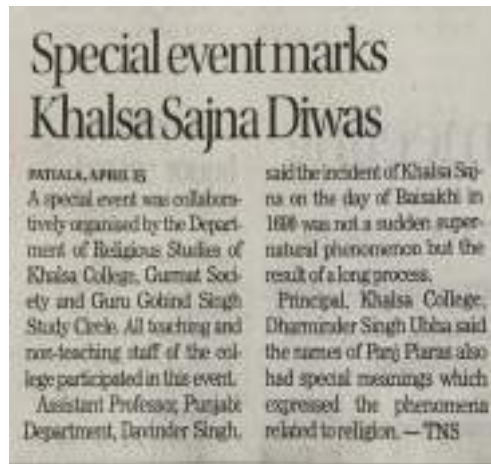 Special event marks
Khalsa Sajna Diwas
PATIALA, APRIL 15
A special event was collabora-
tively organised by the Depart-
ment of Religious Studies of
Khalsa College, Gurmat Soci-
ety and Guru Gobind Singh
Study Circle. All teaching and
non-teaching staff of the col-
lege participated in this event.
Assistant Professor, Punjabi
Department, Davinder Singh,
said the incident of Khalsa Saj-
na on the day of Baisakhi in
1699 was not a sudden super-
natural phenomenon but the
result of a long process.
Principal, Khalsa College,
Dharminder Singh Ubha said
the names of Panj Piaras also
had special meanings which
expressed the phenomena
related to religion. — TNS